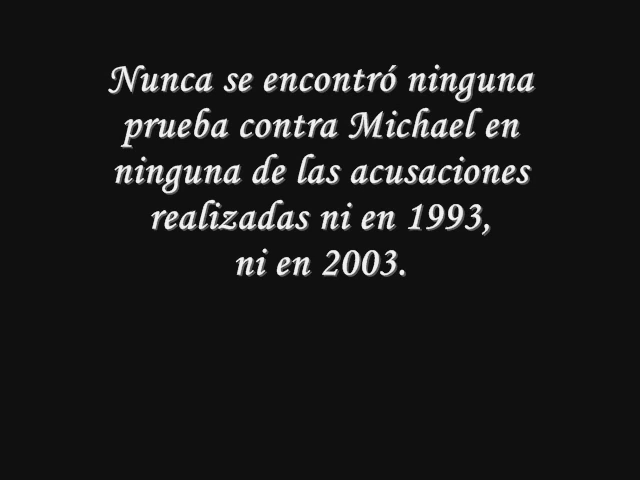 Nunca se encontró ninguna
prueba contra Michael en
ninguna de las acusaciones
realizadas ni en 1993,
ni en 2003.